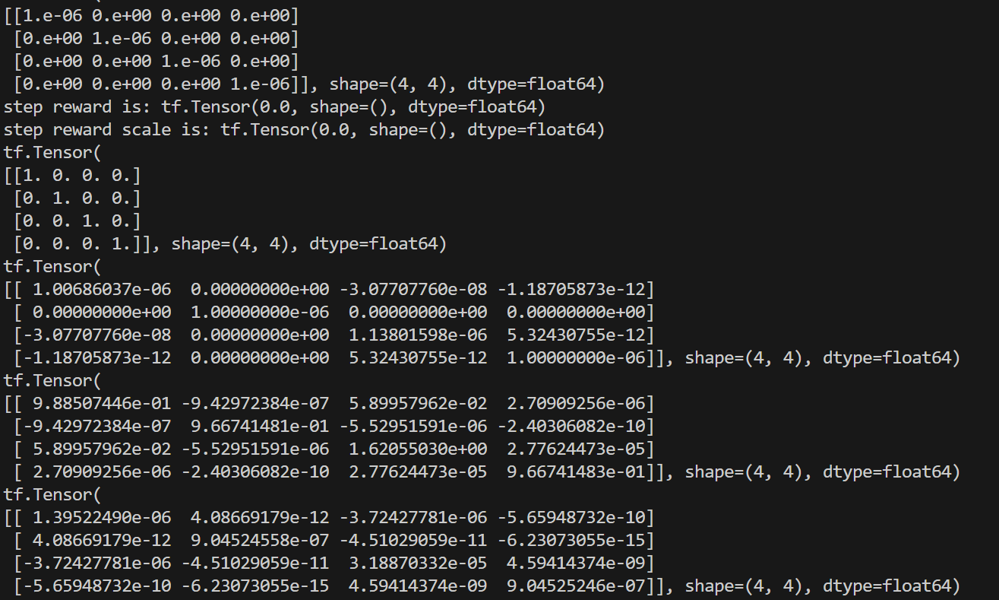 [[1.e-06 0.e+00 0.e+00 0.e+00]
 [0.e+00 1.e-06 0.e+00 0.e+00]
 [0.e+00 0.e+00 1.e-06 0.e+00]
 [0.e+00 0.e+00 0.e+00 1.e-06]], shape=(4, 4), dtype=float64)
step reward is: tf.Tensor(0.0, shape=(), dtype=float64)
step reward scale is: tf.Tensor(0.0, shape=(), dtype=float64)
tf.Tensor(
[[1. 0. 0. 0.]
 [0. 1. 0. 0.]
 [0. 0. 1. 0.]
 [0. 0. 0. 1.]], shape=(4, 4), dtype=float64)
tf.Tensor(
[[ 1.00686037e-06  0.00000000e+00 -3.07707760e-08 -1.18705873e-12]
 [ 0.00000000e+00  1.00000000e-06  0.00000000e+00  0.00000000e+00]
 [-3.07707760e-08  0.00000000e+00  1.13801598e-06  5.32430755e-12]
 [-1.18705873e-12  0.00000000e+00  5.32430755e-12  1.00000000e-06]], shape=(4, 4), dtype=float64)
tf.Tensor(
[[ 9.88507446e-01 -9.42972384e-07  5.89957962e-02  2.70909256e-06]
 [-9.42972384e-07  9.66741481e-01 -5.52951591e-06 -2.40306082e-10]
 [ 5.89957962e-02 -5.52951591e-06  1.62055030e+00  2.77624473e-05]
 [ 2.70909256e-06 -2.40306082e-10  2.77624473e-05  9.66741483e-01]], shape=(4, 4), dtype=float64)
tf.Tensor(
[[ 1.39522490e-06  4.08669179e-12 -3.72427781e-06 -5.65948732e-10]
 [ 4.08669179e-12  9.04524558e-07 -4.51029059e-11 -6.23073055e-15]
 [-3.72427781e-06 -4.51029059e-11  3.18870332e-05  4.59414374e-09]
 [-5.65948732e-10 -6.23073055e-15  4.59414374e-09  9.04525246e-07]], shape=(4, 4), dtype=float64)